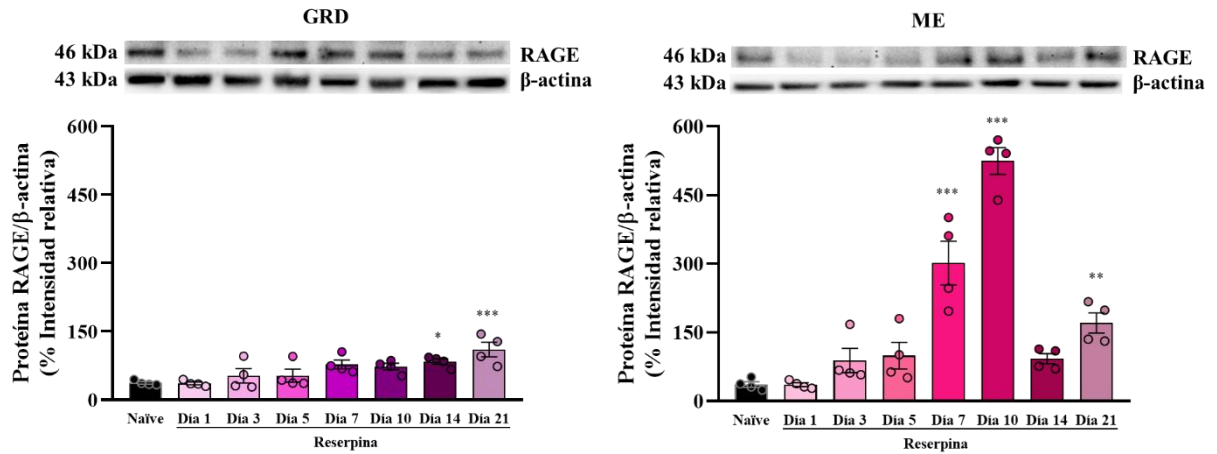 GRD
46 kDa RAGE
43 kDa β-actina
Proteína RAGE/β-actina
(% Intensidad relativa)
600
450
300
150
0
*
***
Naïve Día 1 Día 3 Día 5 Día 7 Día 10 Día 14 Día 21
Reserpina
ME
46 kDa RAGE
43 kDa β-actina
Proteína RAGE/β-actina
(% Intensidad relativa)
600
450
300
150
0
***
***
**
Naïve Día 1 Día 3 Día 5 Día 7 Día 10 Día 14 Día 21
Reserpina